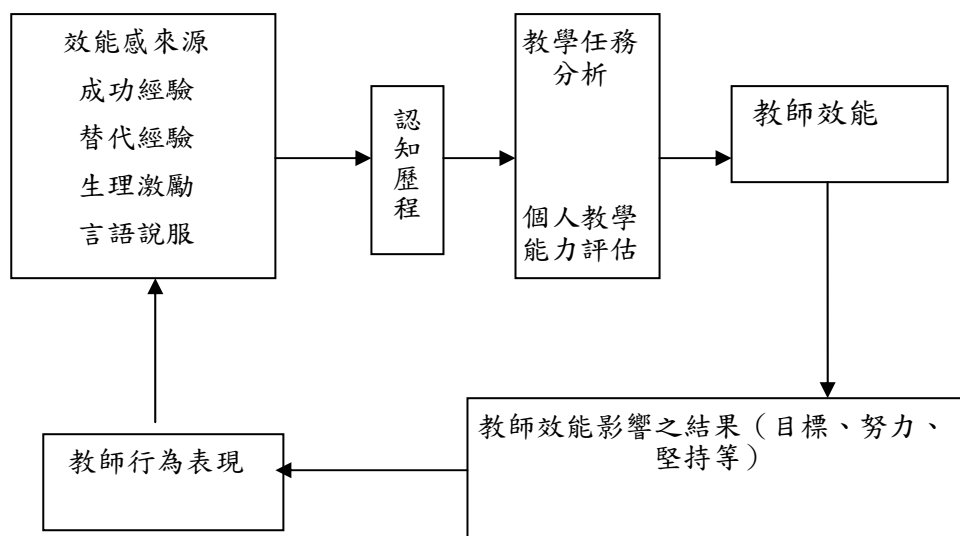 效能感來源
成功經驗
替代經驗
生理激勵
言語說服
認知歷程
教學任務
分析
個人教學
能力評估
教師效能
教師效能影響之結果（目標、努力、
堅持等）
教師行為表現